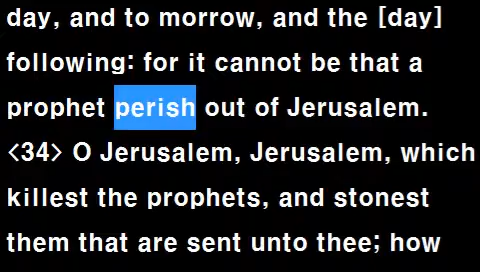 day, and to morrow, and the [day]
following: for it cannot be that a
prophet perish out of Jerusalem.
<34> O Jerusalem, Jerusalem, which
killest the prophets, and stonest
them that are sent unto thee; how